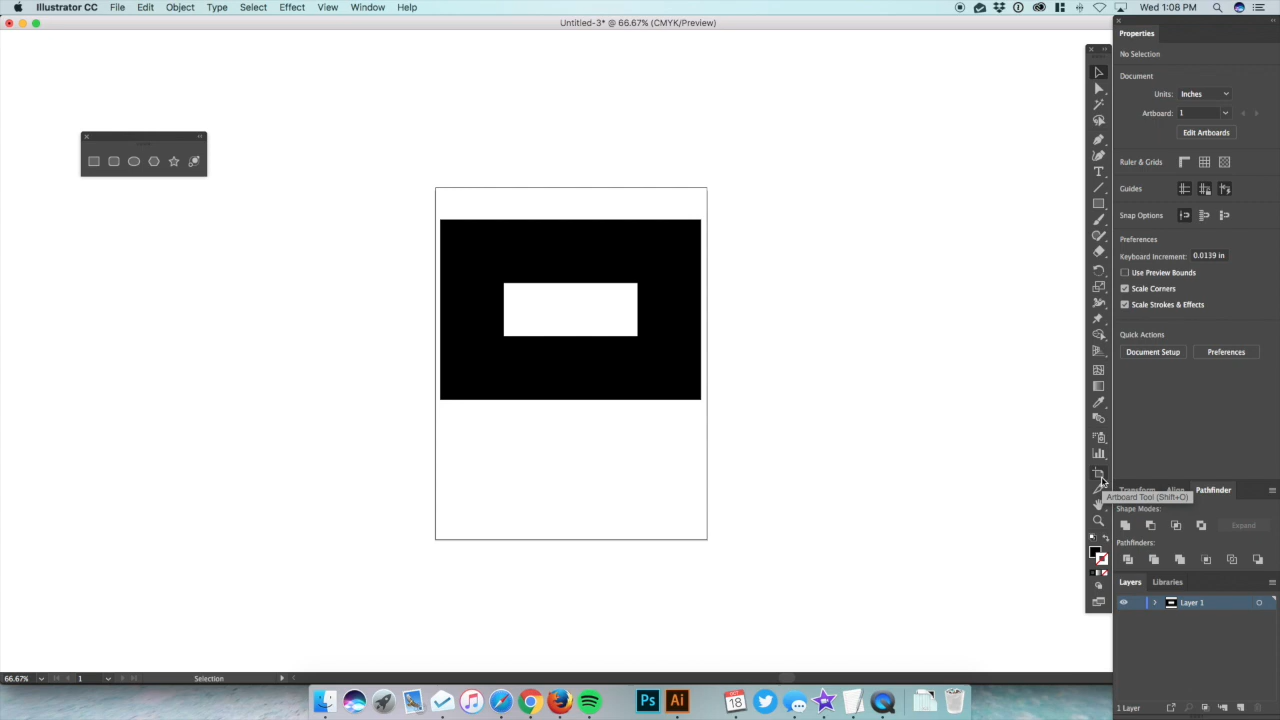 Illustrator CC File Edit Object Type Select Effect View Window Help
Wed 1:08 PM
Untitled-3* @ 66.67% (CMYK/Preview)
Properties
No Selection
Document
Units: Inches
Artboard: 1
Edit Artboards
Ruler & Grids
Guides
Snap Options
Preferences
Keyboard Increment: 0.0139 in
Use Preview Bounds
Scale Corners
Scale Strokes & Effects
Quick Actions
Document Setup Preferences
Transform Align Pathfinder
Artboard Tool (Shift+O)
Shape Modes:
Expand
Pathfinders:
Layers Libraries
Layer 1
66.67% 1 Selection
1 Layer
Ps Ai 18